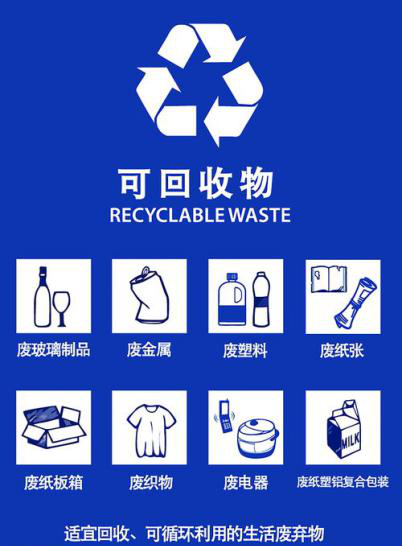 可回收物
RECYCLABLE WASTE
废玻璃制品 废金属 废塑料 废纸张
MILK
废纸板箱 废织物 废电器 废纸塑铝复合包装
适宜回收、可循环利用的生活废弃物